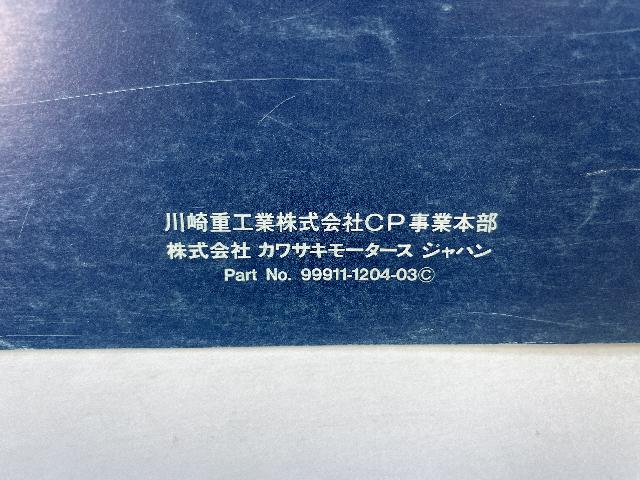 川崎重工業株式会社CP事業本部
株式会社 カワサキモータース ジャパン
Part No. 99911-1204-03©